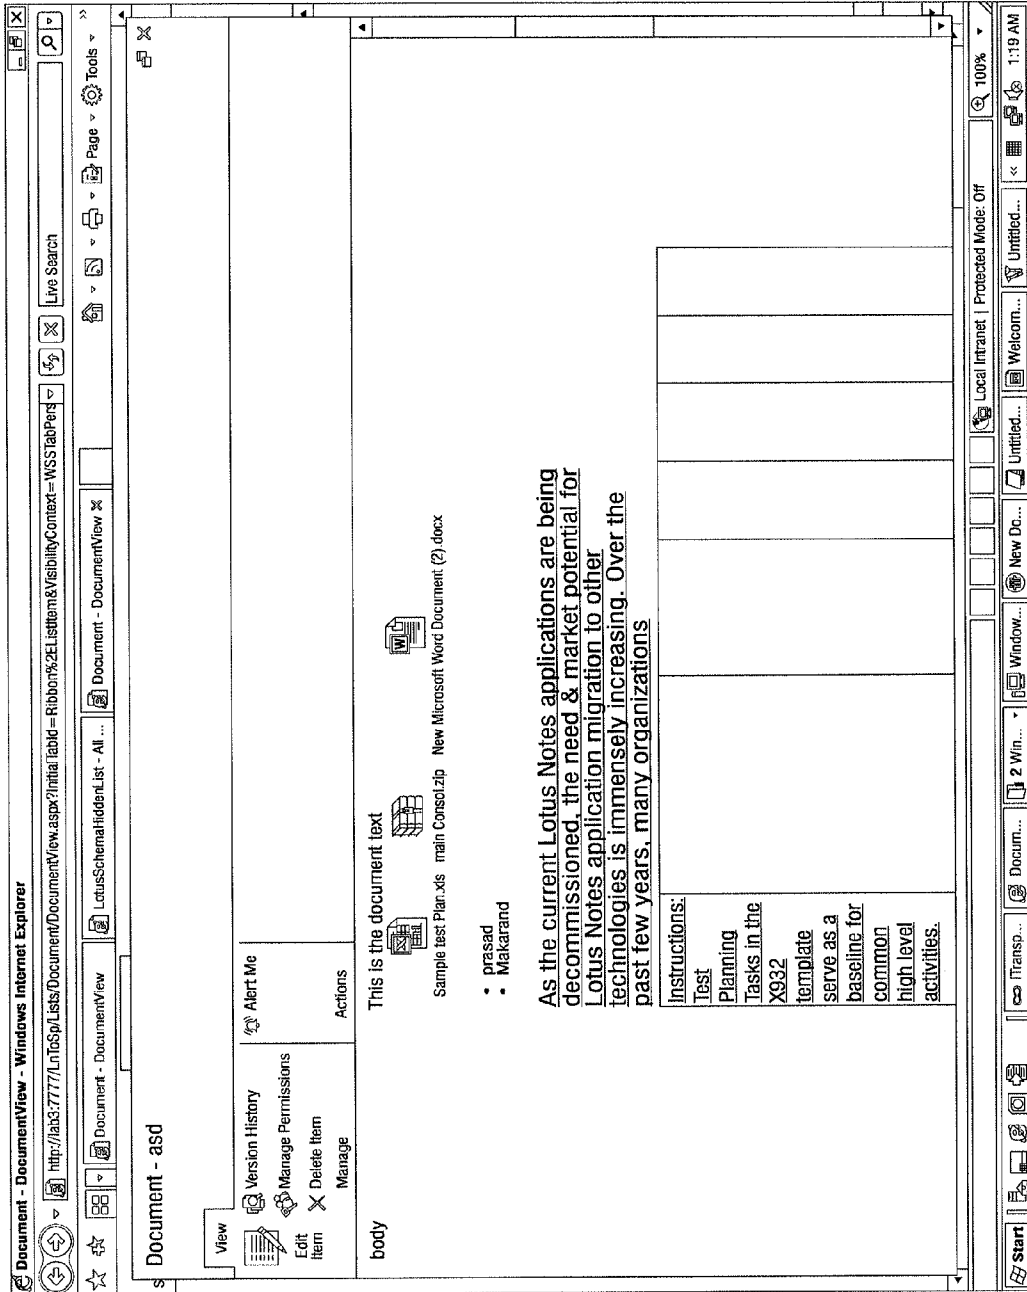 Document - DocumentView - Windows Internet Explorer
http://lab3:7777/LnToSp/Lists/Document/DocumentView.aspx?InitialTabId=Ribbon%2EListItem&VisibilityContext=WSSTabPers
Live Search
Document - DocumentView
LotusSchemaHiddenList - All ...
Document - DocumentView
Page
Tools
»
s
Document - asd
View
Edit Item
Version History
Manage Permissions
Delete Item
Manage
Alert Me
Actions
body
This is the document text
Sample test Plan.xls main Consol.zip New Microsoft Word Document (2).docx
prasad
Makarand
As the current Lotus Notes applications are being
decommissioned, the need & market potential for
Lotus Notes application migration to other
technologies is immensely increasing. Over the
past few years, many organizations
Instructions:
Test
Planning
Tasks in the
X932
template
serve as a
baseline for
common
high level
activities.
Local Intranet | Protected Mode: Off
100%
Start
iTransp...
Docum...
2 Win...
Window...
New Do...
Untitled...
Welcom...
Untitled...
«
1:19 AM